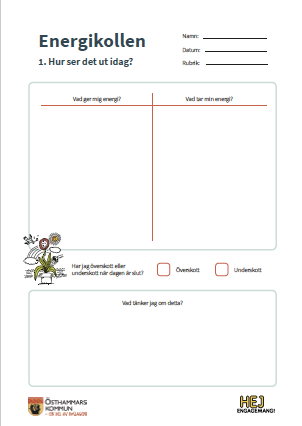 Energikollen
Namn:
Datum:
Rubrik:
1. Hur ser det ut idag?
Vad ger mig energi?
Vad tar min energi?
Har jag överskott eller
underskott när dagen är slut?
Överskott
Underskott
Vad tänker jag om detta?
ÖSTHAMMARS
KOMMUN
HEJ
ENGAGEMANG!